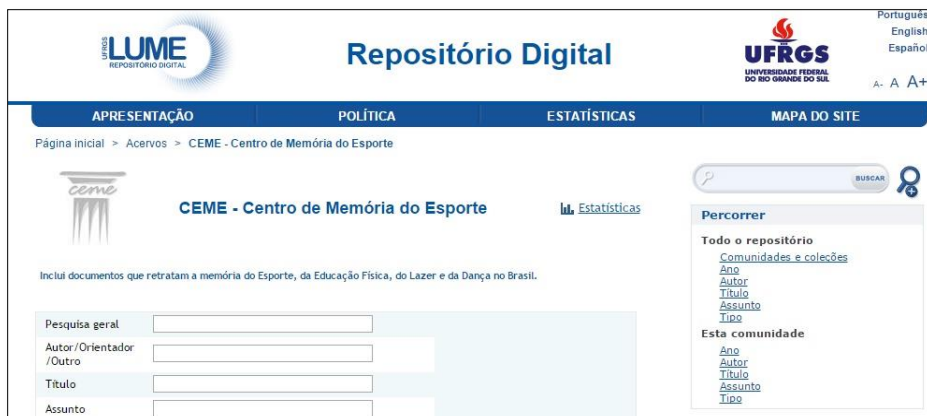 UFRGS
LUME
REPOSITÓRIO DIGITAL
Repositório Digital
UFRGS
UNIVERSIDADE FEDERAL
DO RIO GRANDE DO SUL
Português
English
Español
A- A A+
APRESENTAÇÃO POLÍTICA ESTATÍSTICAS MAPA DO SITE
Página inicial > Acervos > CEME - Centro de Memória do Esporte
ceme
CEME - Centro de Memória do Esporte
Estatísticas
Inclui documentos que retratam a memória do Esporte, da Educação Física, do Lazer e da Dança no Brasil.
Pesquisa geral
Autor/Orientador
/Outro
Título
Assunto
BUSCAR
Percorrer
Todo o repositório
Comunidades e coleções
Ano
Autor
Título
Assunto
Tipo
Esta comunidade
Ano
Autor
Título
Assunto
Tipo